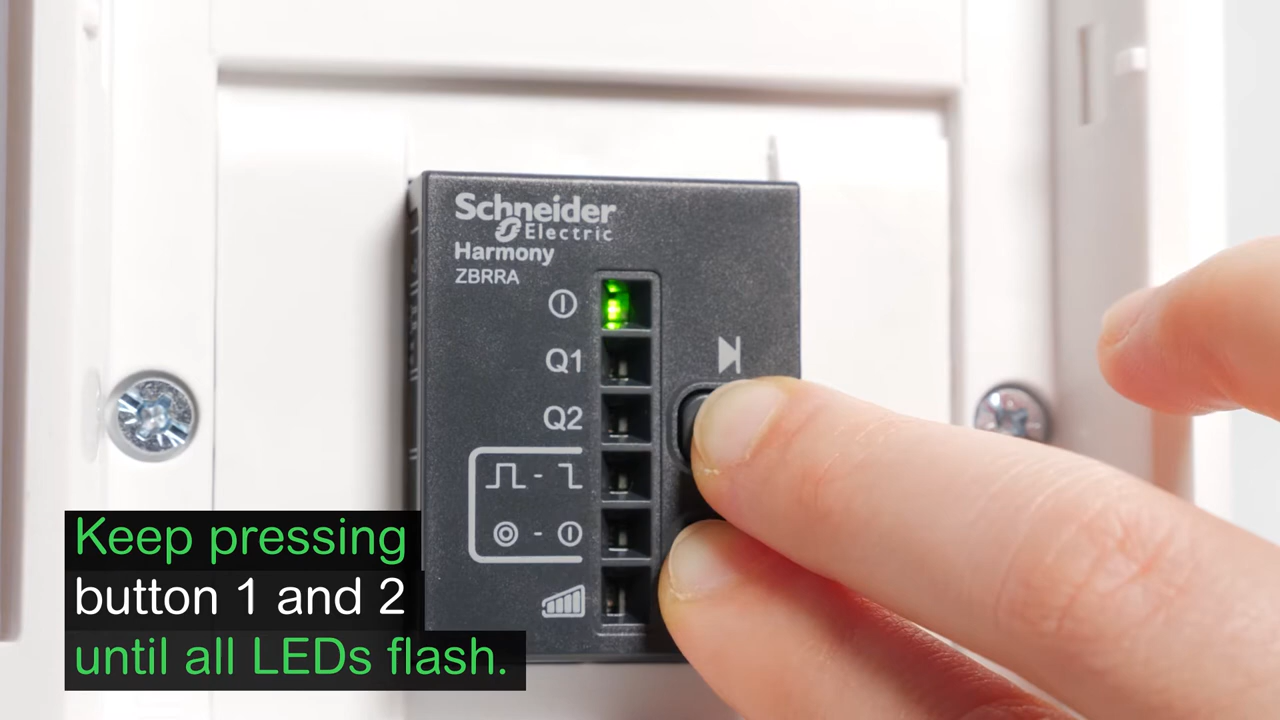 Schneider
Electric
Harmony
ZBRRA
Q1
Q2
Keep pressing
button 1 and 2
until all LEDs flash.